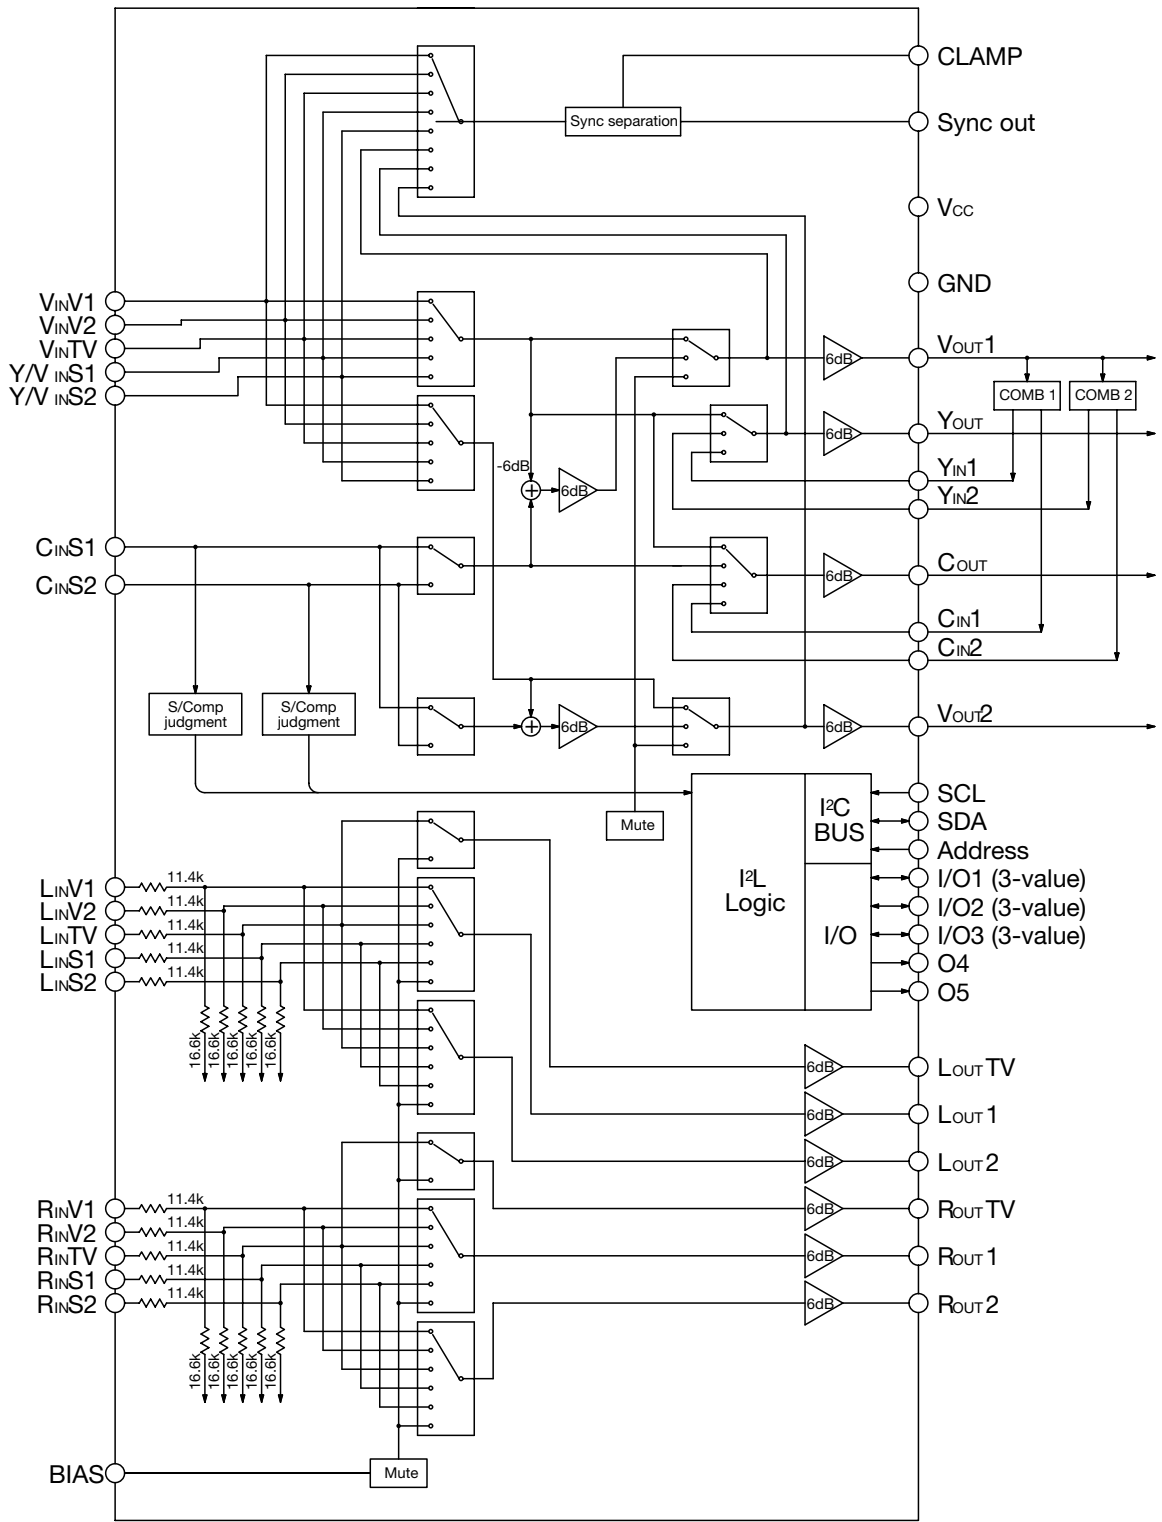 CLAMP
Sync separation
Sync out
VCC
GND
VINV1
VINV2
VINTV
Y/V INS1
Y/V INS2
6dB
VOUT1
COMB 1
COMB 2
6dB
YOUT
-6dB
6dB
YIN1
YIN2
CINS1
CINS2
6dB
COUT
CIN1
CIN2
S/Comp
judgment
S/Comp
judgment
6dB
6dB
VOUT2
Mute
I²L
Logic
I²C
BUS
I/O
SCL
SDA
Address
I/O1 (3-value)
I/O2 (3-value)
I/O3 (3-value)
O4
O5
LINV1
11.4k
LINV2
11.4k
LINTV
11.4k
LINS1
11.4k
LINS2
11.4k
16.6k
16.6k
16.6k
16.6k
16.6k
6dB
LOUT TV
6dB
LOUT 1
6dB
LOUT 2
RINV1
11.4k
RINV2
11.4k
RINTV
11.4k
RINS1
11.4k
RINS2
11.4k
16.6k
16.6k
16.6k
16.6k
16.6k
6dB
ROUT TV
6dB
ROUT 1
6dB
ROUT 2
BIAS
Mute